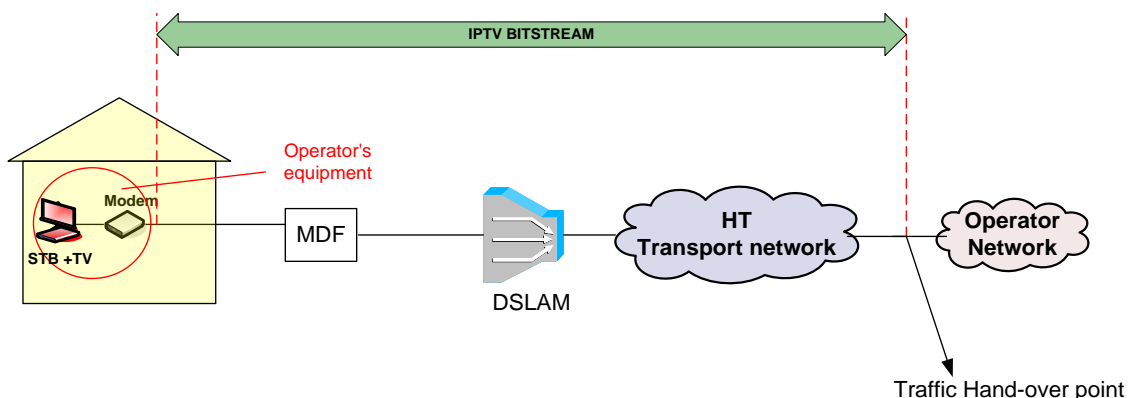 IPTV BITSTREAM
Operator's
equipment
Modem
STB +TV
MDF
DSLAM
HT
Transport network
Operator
Network
Traffic Hand-over point